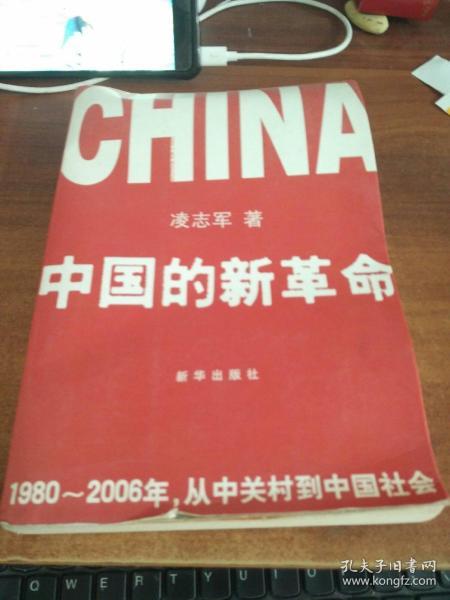 CHINA
凌志军 著
中国的新革命
新华出版社
1980～2006年,从中关村到中国社会
Q W E R T Y U I O P
孔夫子旧书网
www.kongfz.com